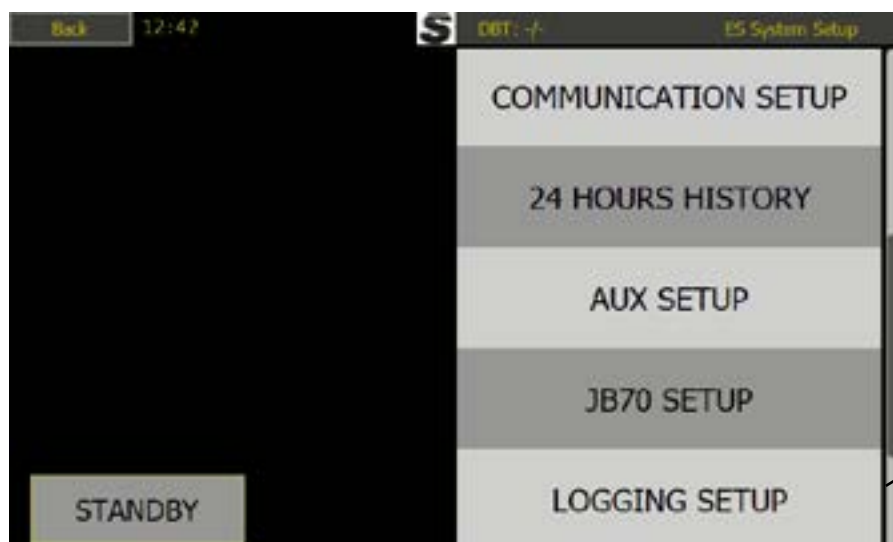 Back 12:42 S DBT: -/- ES System Setup
COMMUNICATION SETUP
24 HOURS HISTORY
AUX SETUP
JB70 SETUP
LOGGING SETUP
STANDBY